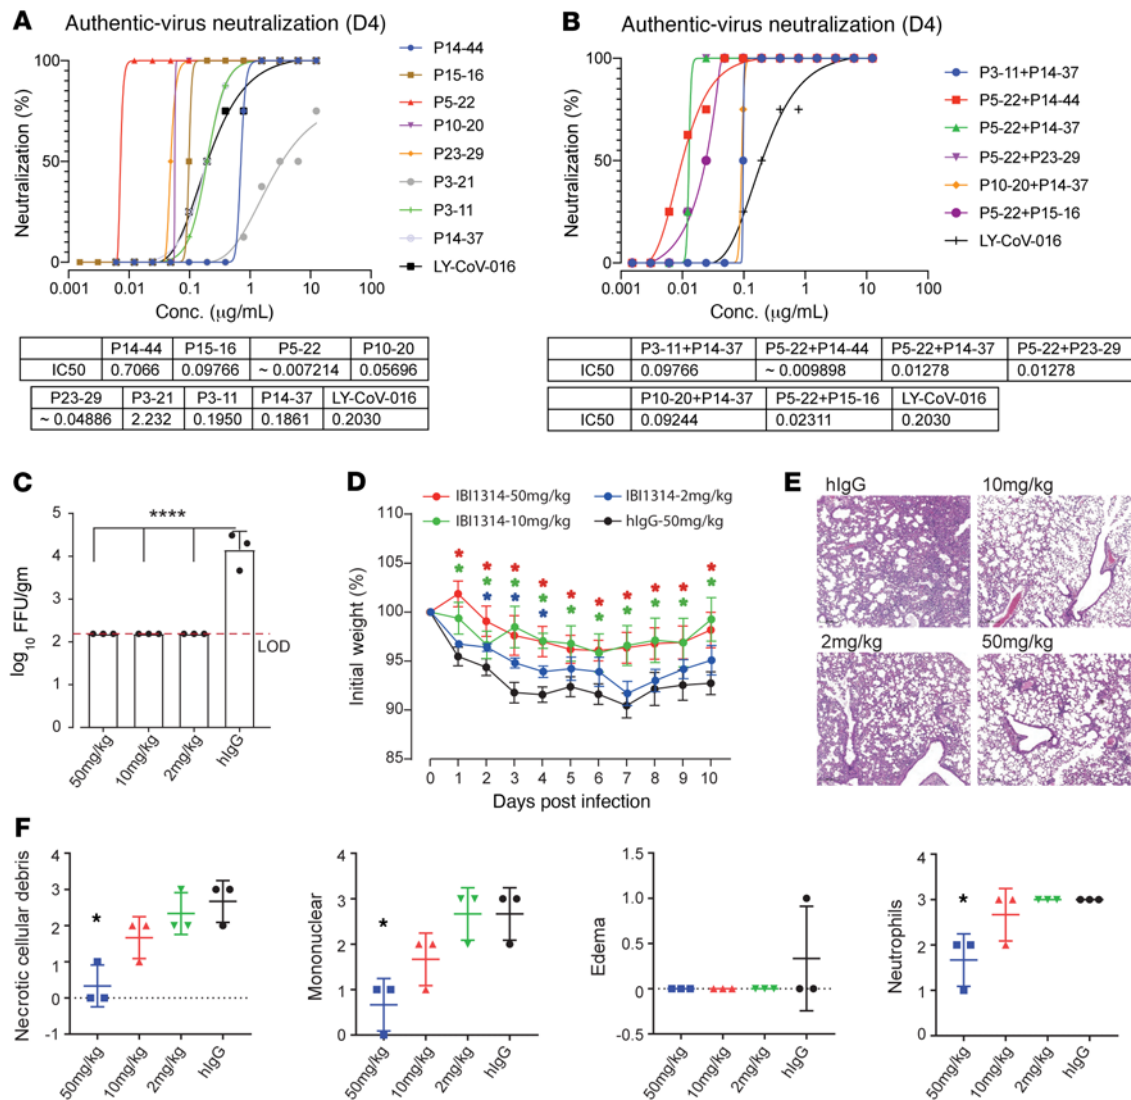 A
Authentic-virus neutralization (D4)
Neutralization (%)
100
50
0
0.001 0.01 0.1 1 10 100
Conc. (μg/mL)
P14-44
P15-16
P5-22
P10-20
P23-29
P3-21
P3-11
P14-37
LY-CoV-016
P14-44 P15-16 P5-22 P10-20
IC50 0.7066 0.09766 ~ 0.007214 0.05696
P23-29 P3-21 P3-11 P14-37 LY-CoV-016
~ 0.04886 2.232 0.1950 0.1861 0.2030
B
Authentic-virus neutralization (D4)
Neutralization (%)
100
50
0
0.001 0.01 0.1 1 10 100
Conc. (μg/mL)
P3-11+P14-37
P5-22+P14-44
P5-22+P14-37
P5-22+P23-29
P10-20+P14-37
P5-22+P15-16
LY-CoV-016
P3-11+P14-37 P5-22+P14-44 P5-22+P14-37 P5-22+P23-29
IC50 0.09766 ~ 0.009898 0.01278 0.01278
P10-20+P14-37 P5-22+P15-16 LY-CoV-016
IC50 0.09244 0.02311 0.2030
C
log10 FFU/gm
5
4
3
2
1
0
****
LOD
50mg/kg 10mg/kg 2mg/kg hIgG
D
IBI1314-50mg/kg IBI1314-2mg/kg
IBI1314-10mg/kg hIgG-50mg/kg
Initial weight (%)
110
105
100
95
90
85
* * * * * * * * * *
* * * * * * * * * *
* * *
0 1 2 3 4 5 6 7 8 9 10
Days post infection
E
hIgG 10mg/kg
2mg/kg 50mg/kg
F
Necrotic cellular debris
4
3
2
1
0
-1
*
50mg/kg 10mg/kg 2mg/kg hIgG
Mononuclear
4
3
2
1
0
*
50mg/kg 10mg/kg 2mg/kg hIgG
Edema
1.5
1.0
0.5
0.0
-0.5
50mg/kg 10mg/kg 2mg/kg hIgG
Neutrophils
4
3
2
1
0
*
50mg/kg 10mg/kg 2mg/kg hIgG